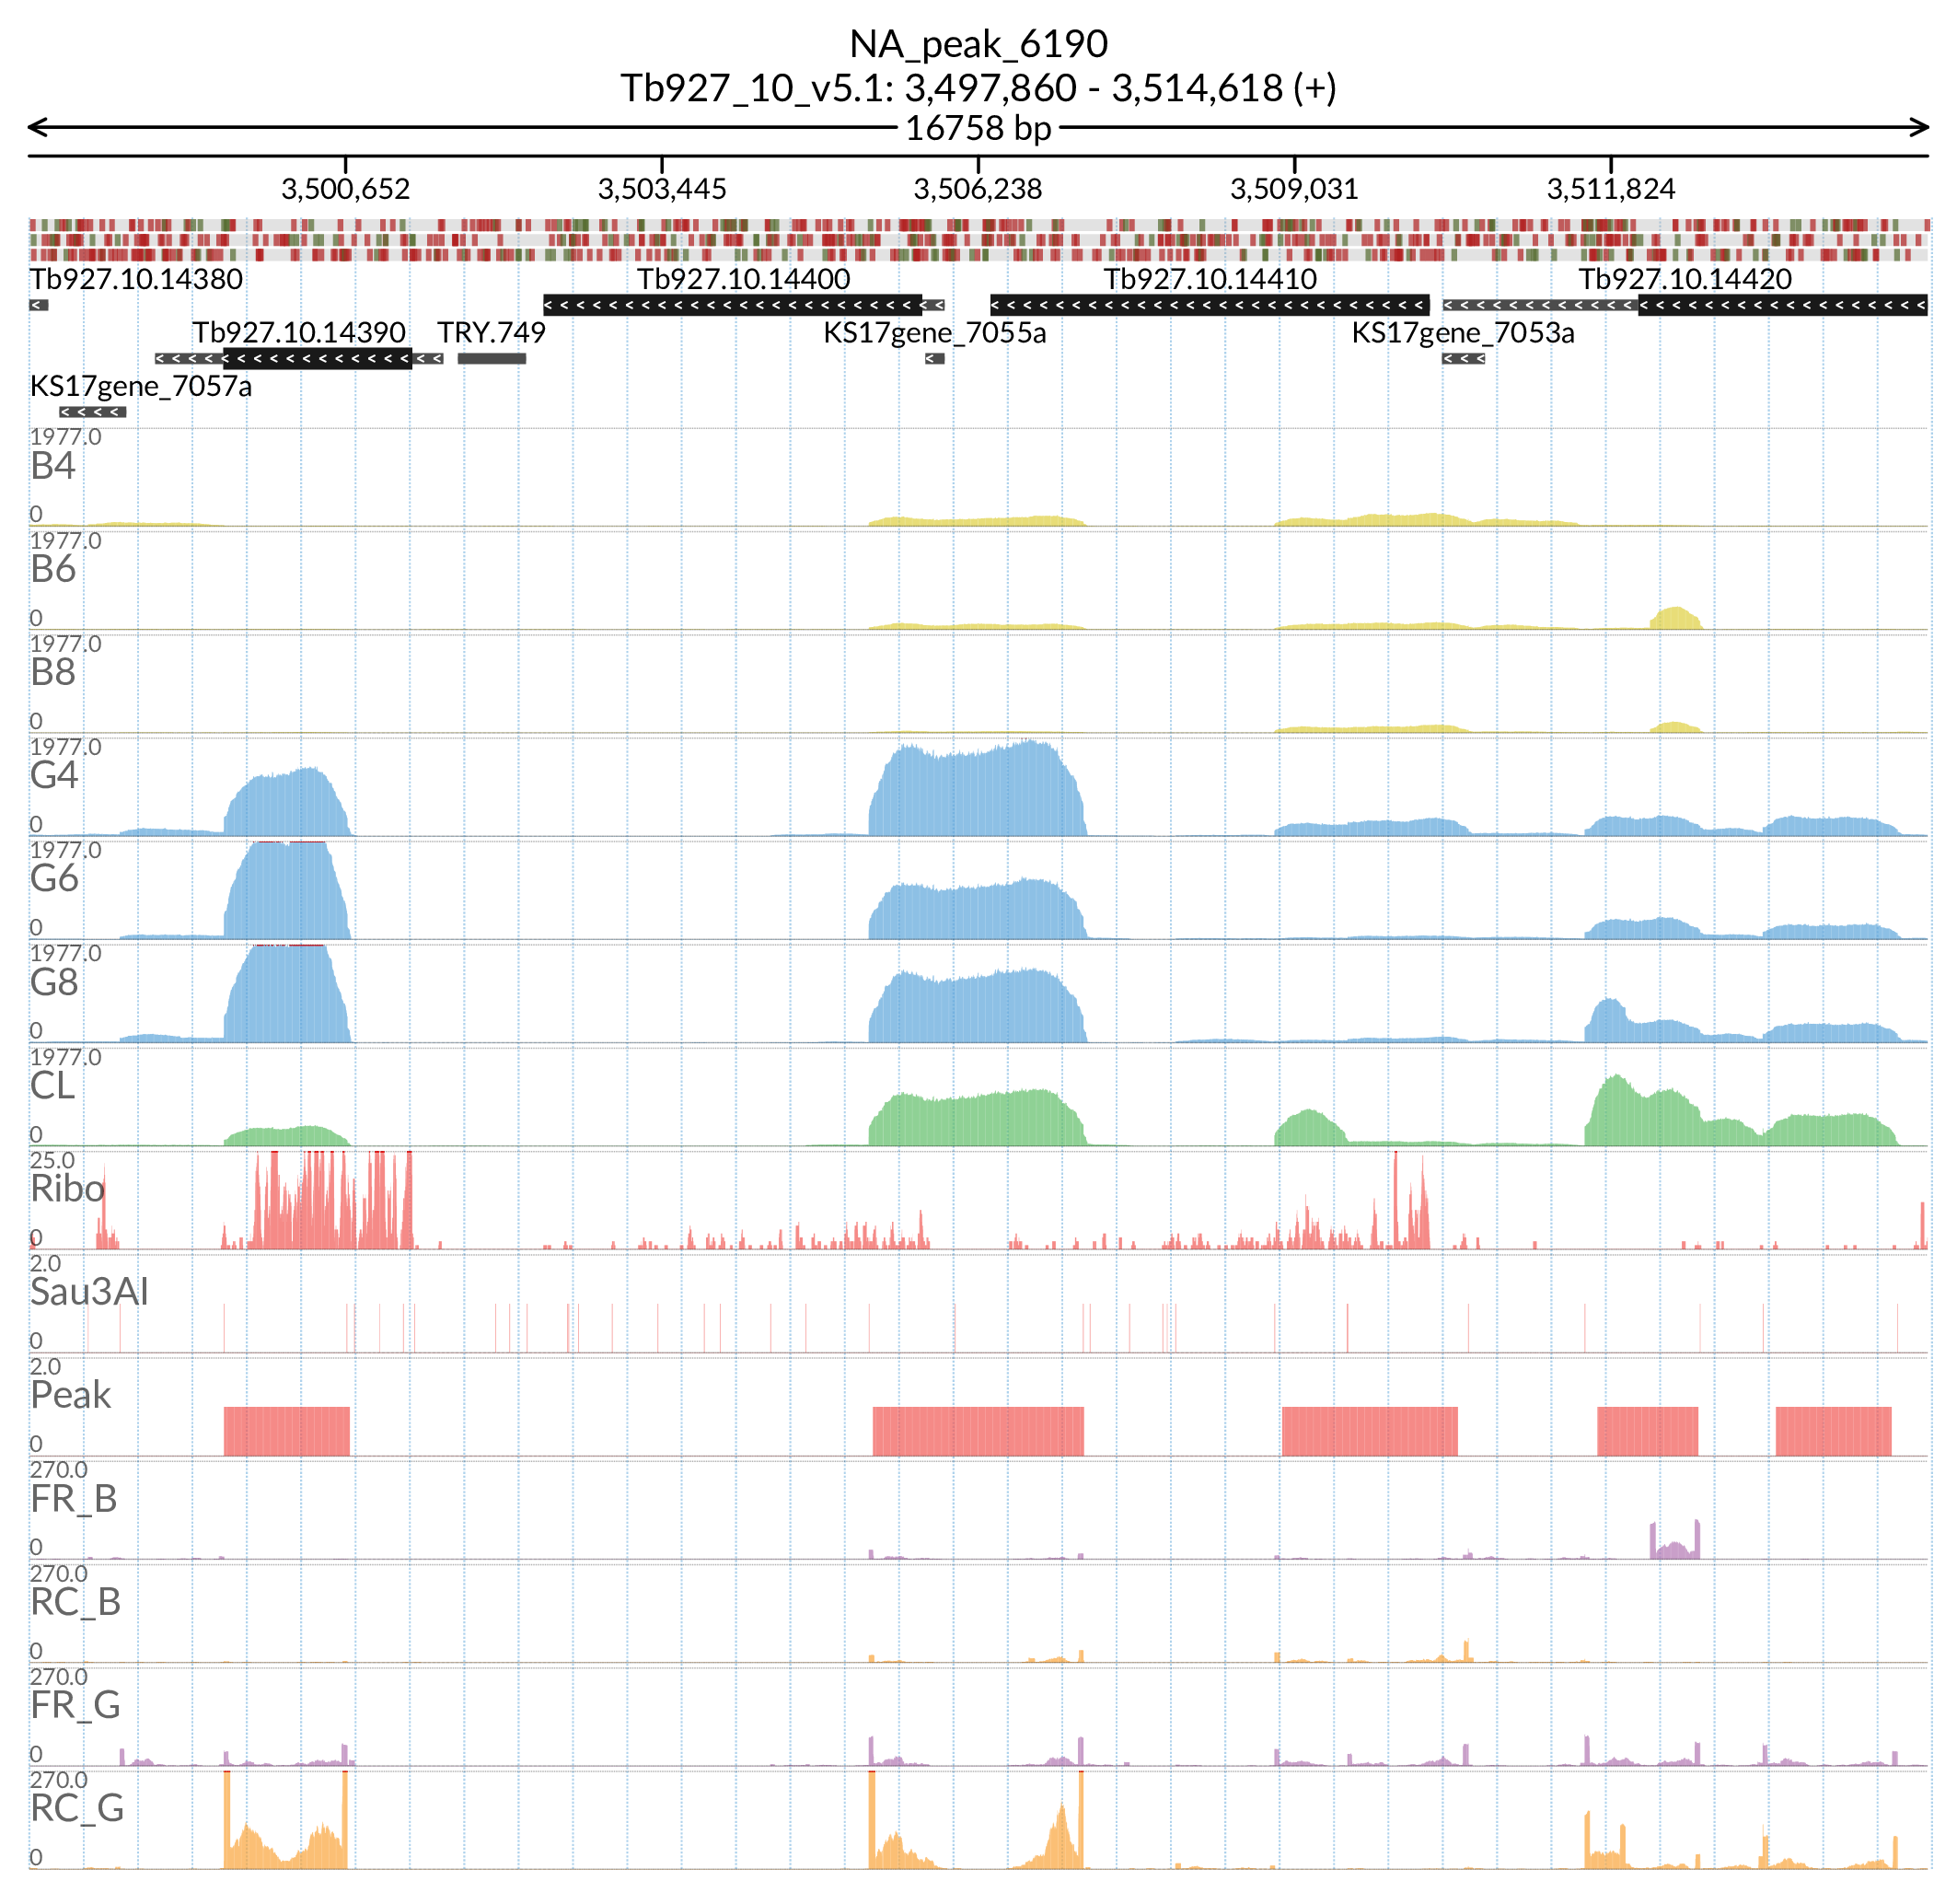 NA_peak_6190
Tb927_10_v5.1: 3,497,860 - 3,514,618 (+)
16758 bp
3,500,652 3,503,445 3,506,238 3,509,031 3,511,824
Tb927.10.14380 Tb927.10.14400 Tb927.10.14410 Tb927.10.14420
Tb927.10.14390 TRY.749 KS17gene_7055a KS17gene_7053a
KS17gene_7057a
1977.0
B4
0
1977.0
B6
0
1977.0
B8
0
1977.0
G4
0
1977.0
G6
0
1977.0
G8
0
1977.0
CL
0
25.0
Ribo
0
2.0
Sau3AI
0
2.0
Peak
0
270.0
FR_B
0
270.0
RC_B
0
270.0
FR_G
0
270.0
RC_G
0